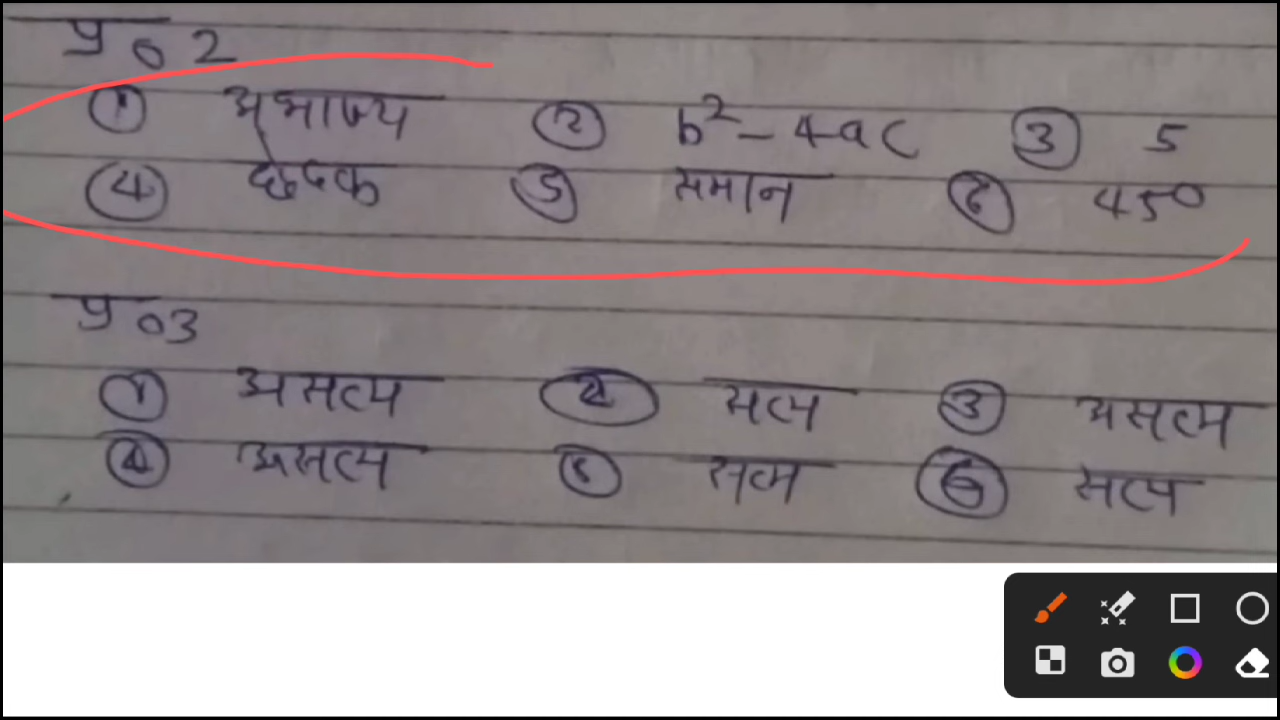 प्र० 2
① अभाज्य ② b² - 4ac ③ 5
④ छेदक ⑤ समान ⑥ 45°
प्र० 3
① असत्य ② सत्य ③ असत्य
④ असत्य ⑤ सत्य ⑥ सत्य